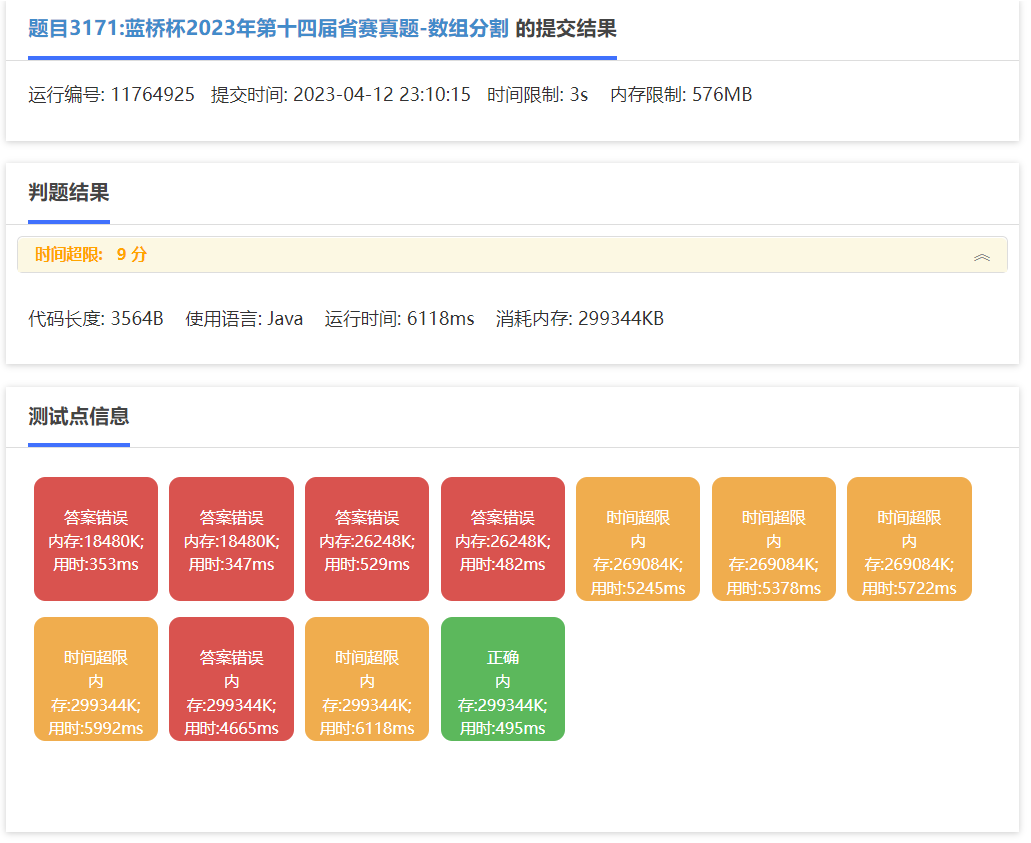 题目3171:蓝桥杯2023年第十四届省赛真题-数组分割 的提交结果
运行编号: 11764925 提交时间: 2023-04-12 23:10:15 时间限制: 3s 内存限制: 576MB
判题结果
时间超限: 9 分
代码长度: 3564B 使用语言: Java 运行时间: 6118ms 消耗内存: 299344KB
测试点信息
答案错误
内存:18480K;
用时:353ms
答案错误
内存:18480K;
用时:347ms
答案错误
内存:26248K;
用时:529ms
答案错误
内存:26248K;
用时:482ms
时间超限
内
存:269084K;
用时:5245ms
时间超限
内
存:269084K;
用时:5378ms
时间超限
内
存:269084K;
用时:5722ms
时间超限
内
存:299344K;
用时:5992ms
答案错误
内
存:299344K;
用时:4665ms
时间超限
内
存:299344K;
用时:6118ms
正确
内
存:299344K;
用时:495ms